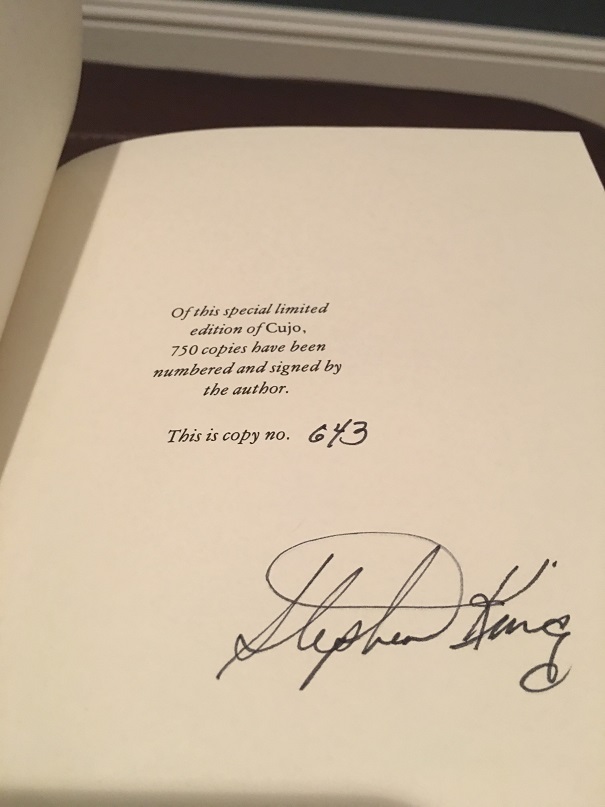 Of this special limited
edition of Cujo,
750 copies have been
numbered and signed by
the author.
This is copy no. 643
Stephen King